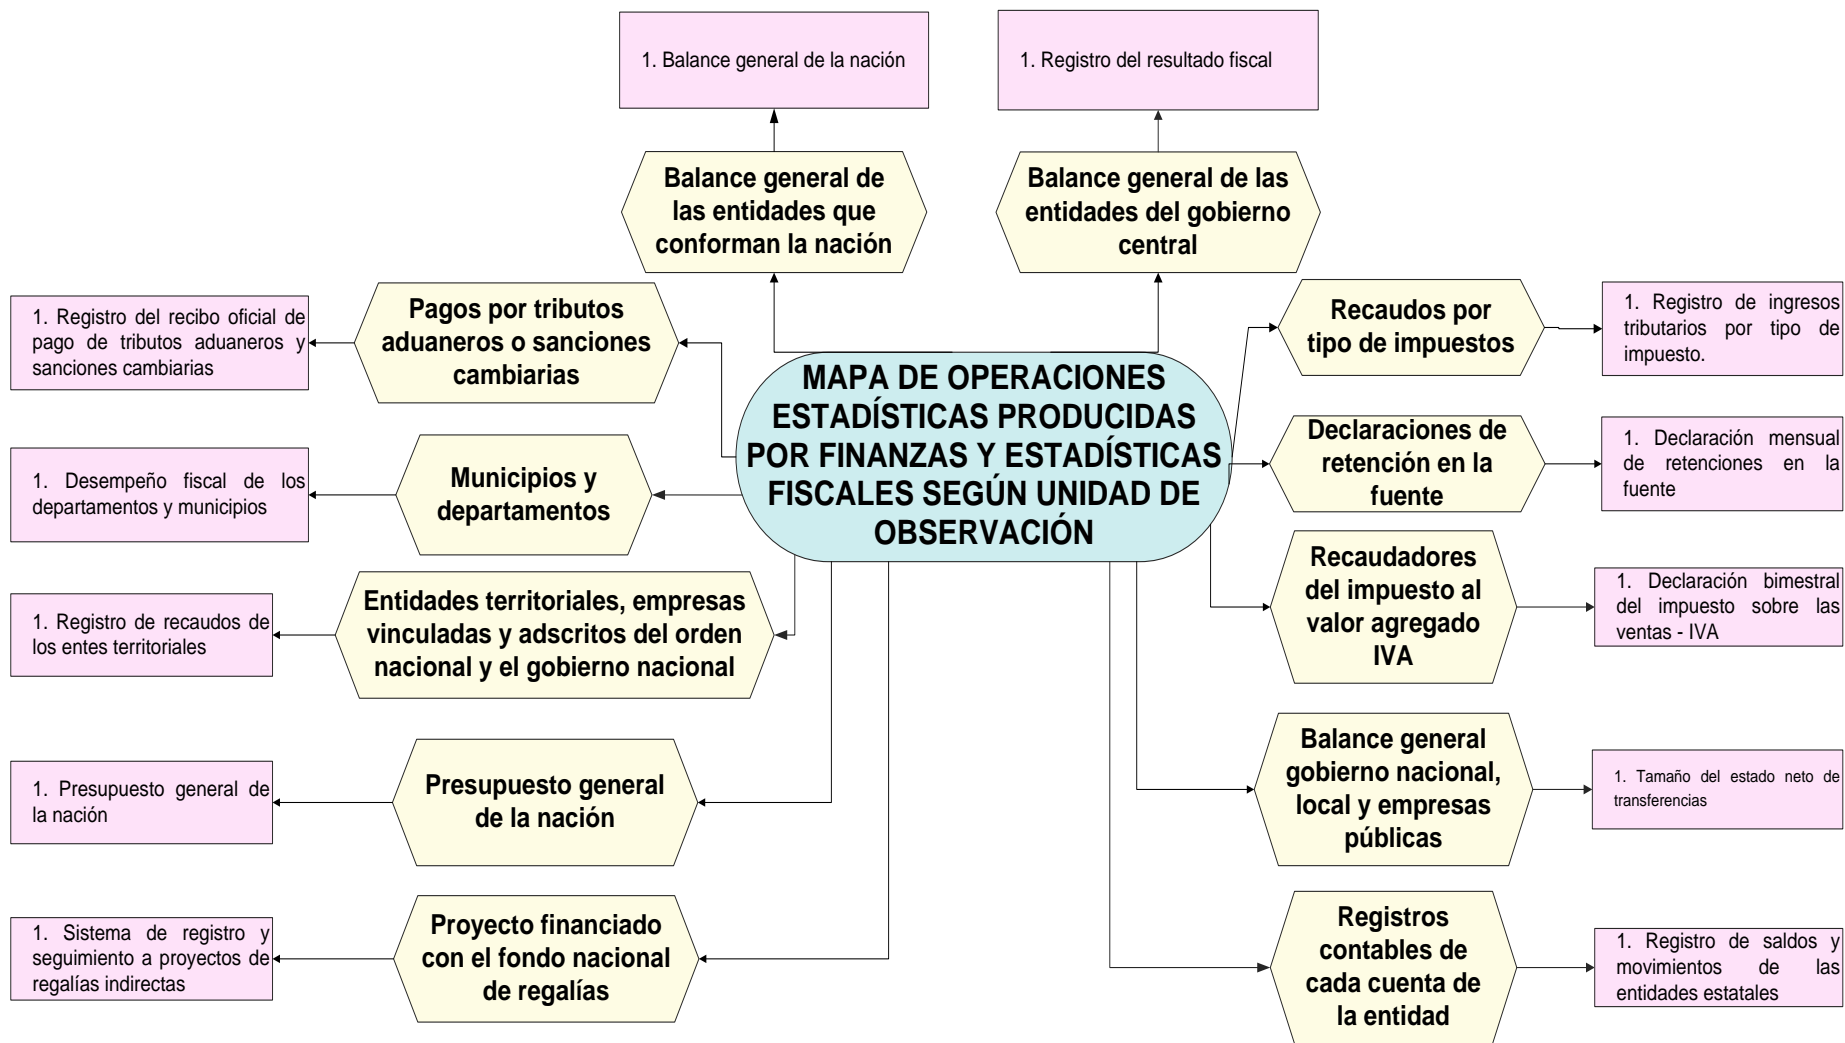 1. Balance general de la nación
1. Registro del resultado fiscal
Balance general de
las entidades que
conforman la nación
Balance general de las
entidades del gobierno
central
1. Registro del recibo oficial de
pago de tributos aduaneros y
sanciones cambiarias
Pagos por tributos
aduaneros o sanciones
cambiarias
Recaudos por
tipo de impuestos
1. Registro de ingresos
tributarios por tipo de
impuesto.
MAPA DE OPERACIONES
ESTADÍSTICAS PRODUCIDAS
POR FINANZAS Y ESTADÍSTICAS
FISCALES SEGÚN UNIDAD DE
OBSERVACIÓN
1. Desempeño fiscal de los
departamentos y municipios
Municipios y
departamentos
Declaraciones de
retención en la
fuente
1. Declaración mensual
de retenciones en la
fuente
1. Registro de recaudos de
los entes territoriales
Entidades territoriales, empresas
vinculadas y adscritos del orden
nacional y el gobierno nacional
Recaudadores
del impuesto al
valor agregado
IVA
1. Declaración bimestral
del impuesto sobre las
ventas - IVA
1. Presupuesto general de
la nación
Presupuesto general
de la nación
Balance general
gobierno nacional,
local y empresas
públicas
1. Tamaño del estado neto de
transferencias
1. Sistema de registro y
seguimiento a proyectos de
regalías indirectas
Proyecto financiado
con el fondo nacional
de regalías
Registros
contables de
cada cuenta de
la entidad
1. Registro de saldos y
movimientos de las
entidades estatales